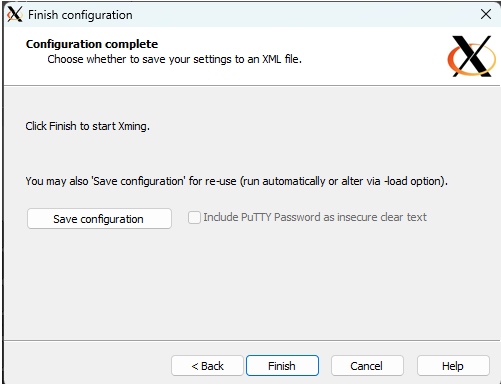 Finish configuration
Configuration complete
Choose whether to save your settings to an XML file.
Click Finish to start Xming.
You may also 'Save configuration' for re-use (run automatically or alter via -load option).
Save configuration
Include PuTTY Password as insecure clear text
< Back
Finish
Cancel
Help